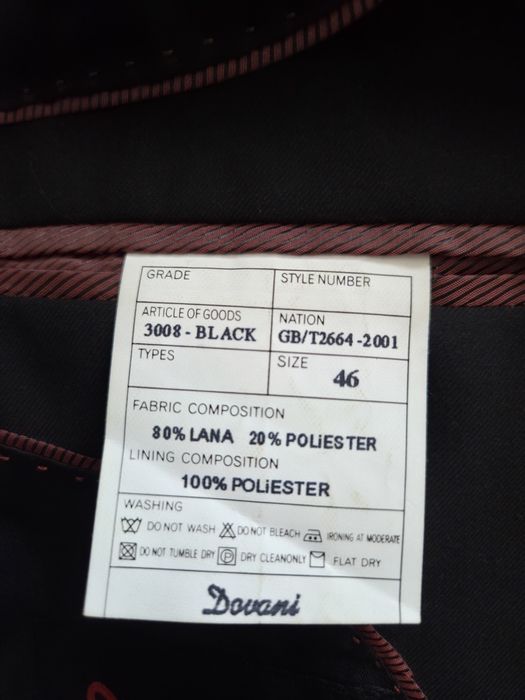 GRADE STYLE NUMBER
ARTICLE OF GOODS NATION
3008 - BLACK GB/T2664 -2001
TYPES SIZE
46
FABRIC COMPOSITION
80% LANA 20% POLiESTER
LINING COMPOSITION
100% POLiESTER
WASHING
DO NOT WASH DO NOT BLEACH IRONING AT MODERATE
DO NOT TUMBLE DRY P DRY CLEANONLY FLAT DRY
Dovani